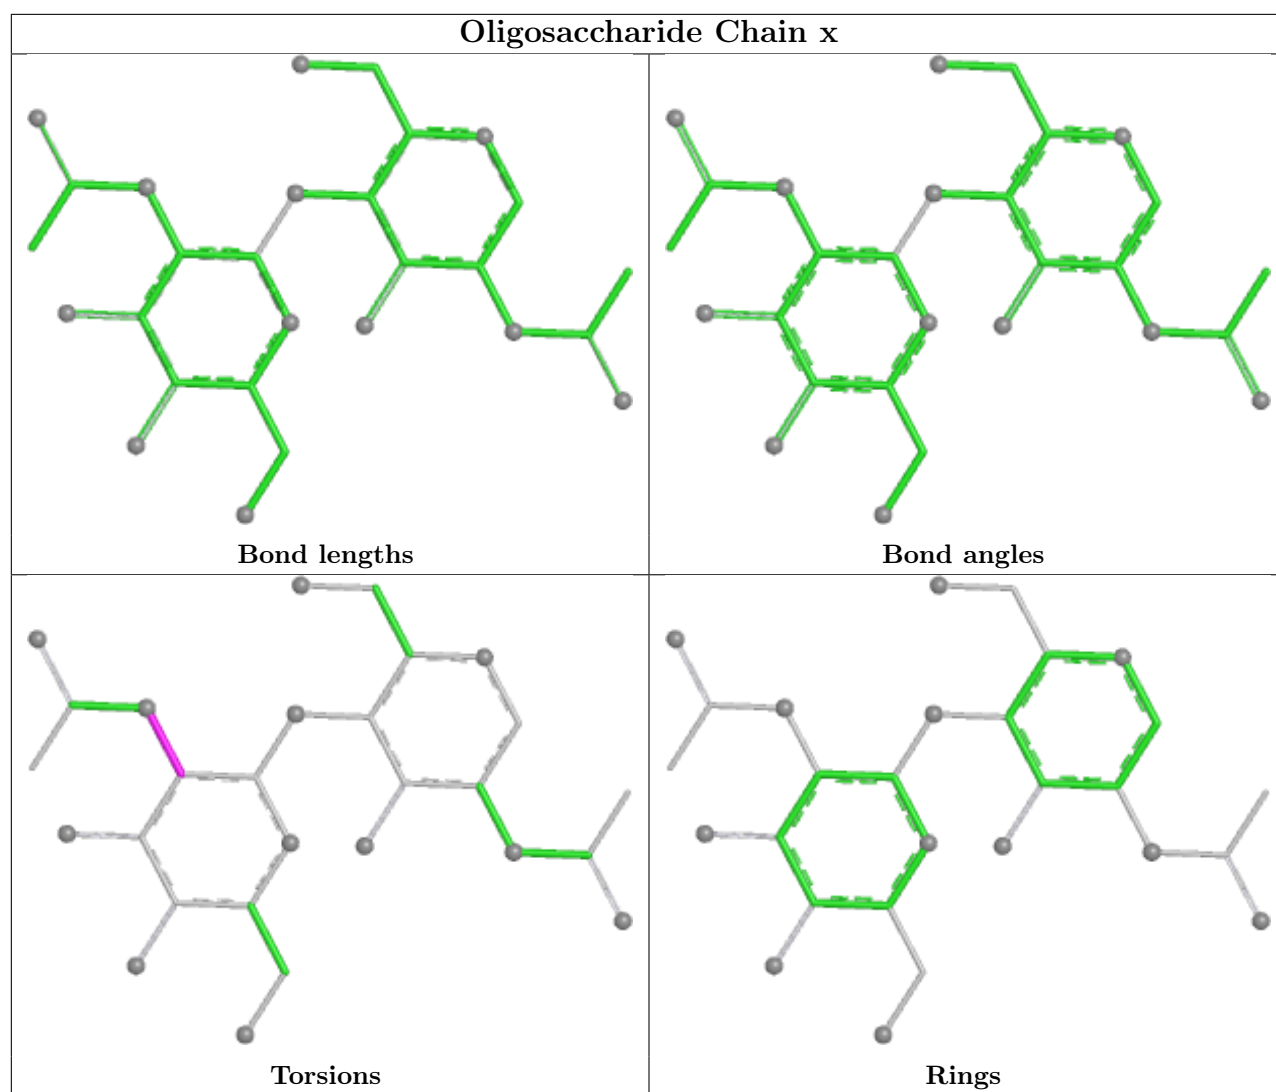 Oligosaccharide Chain x
Bond lengths
Bond angles
Torsions
Rings